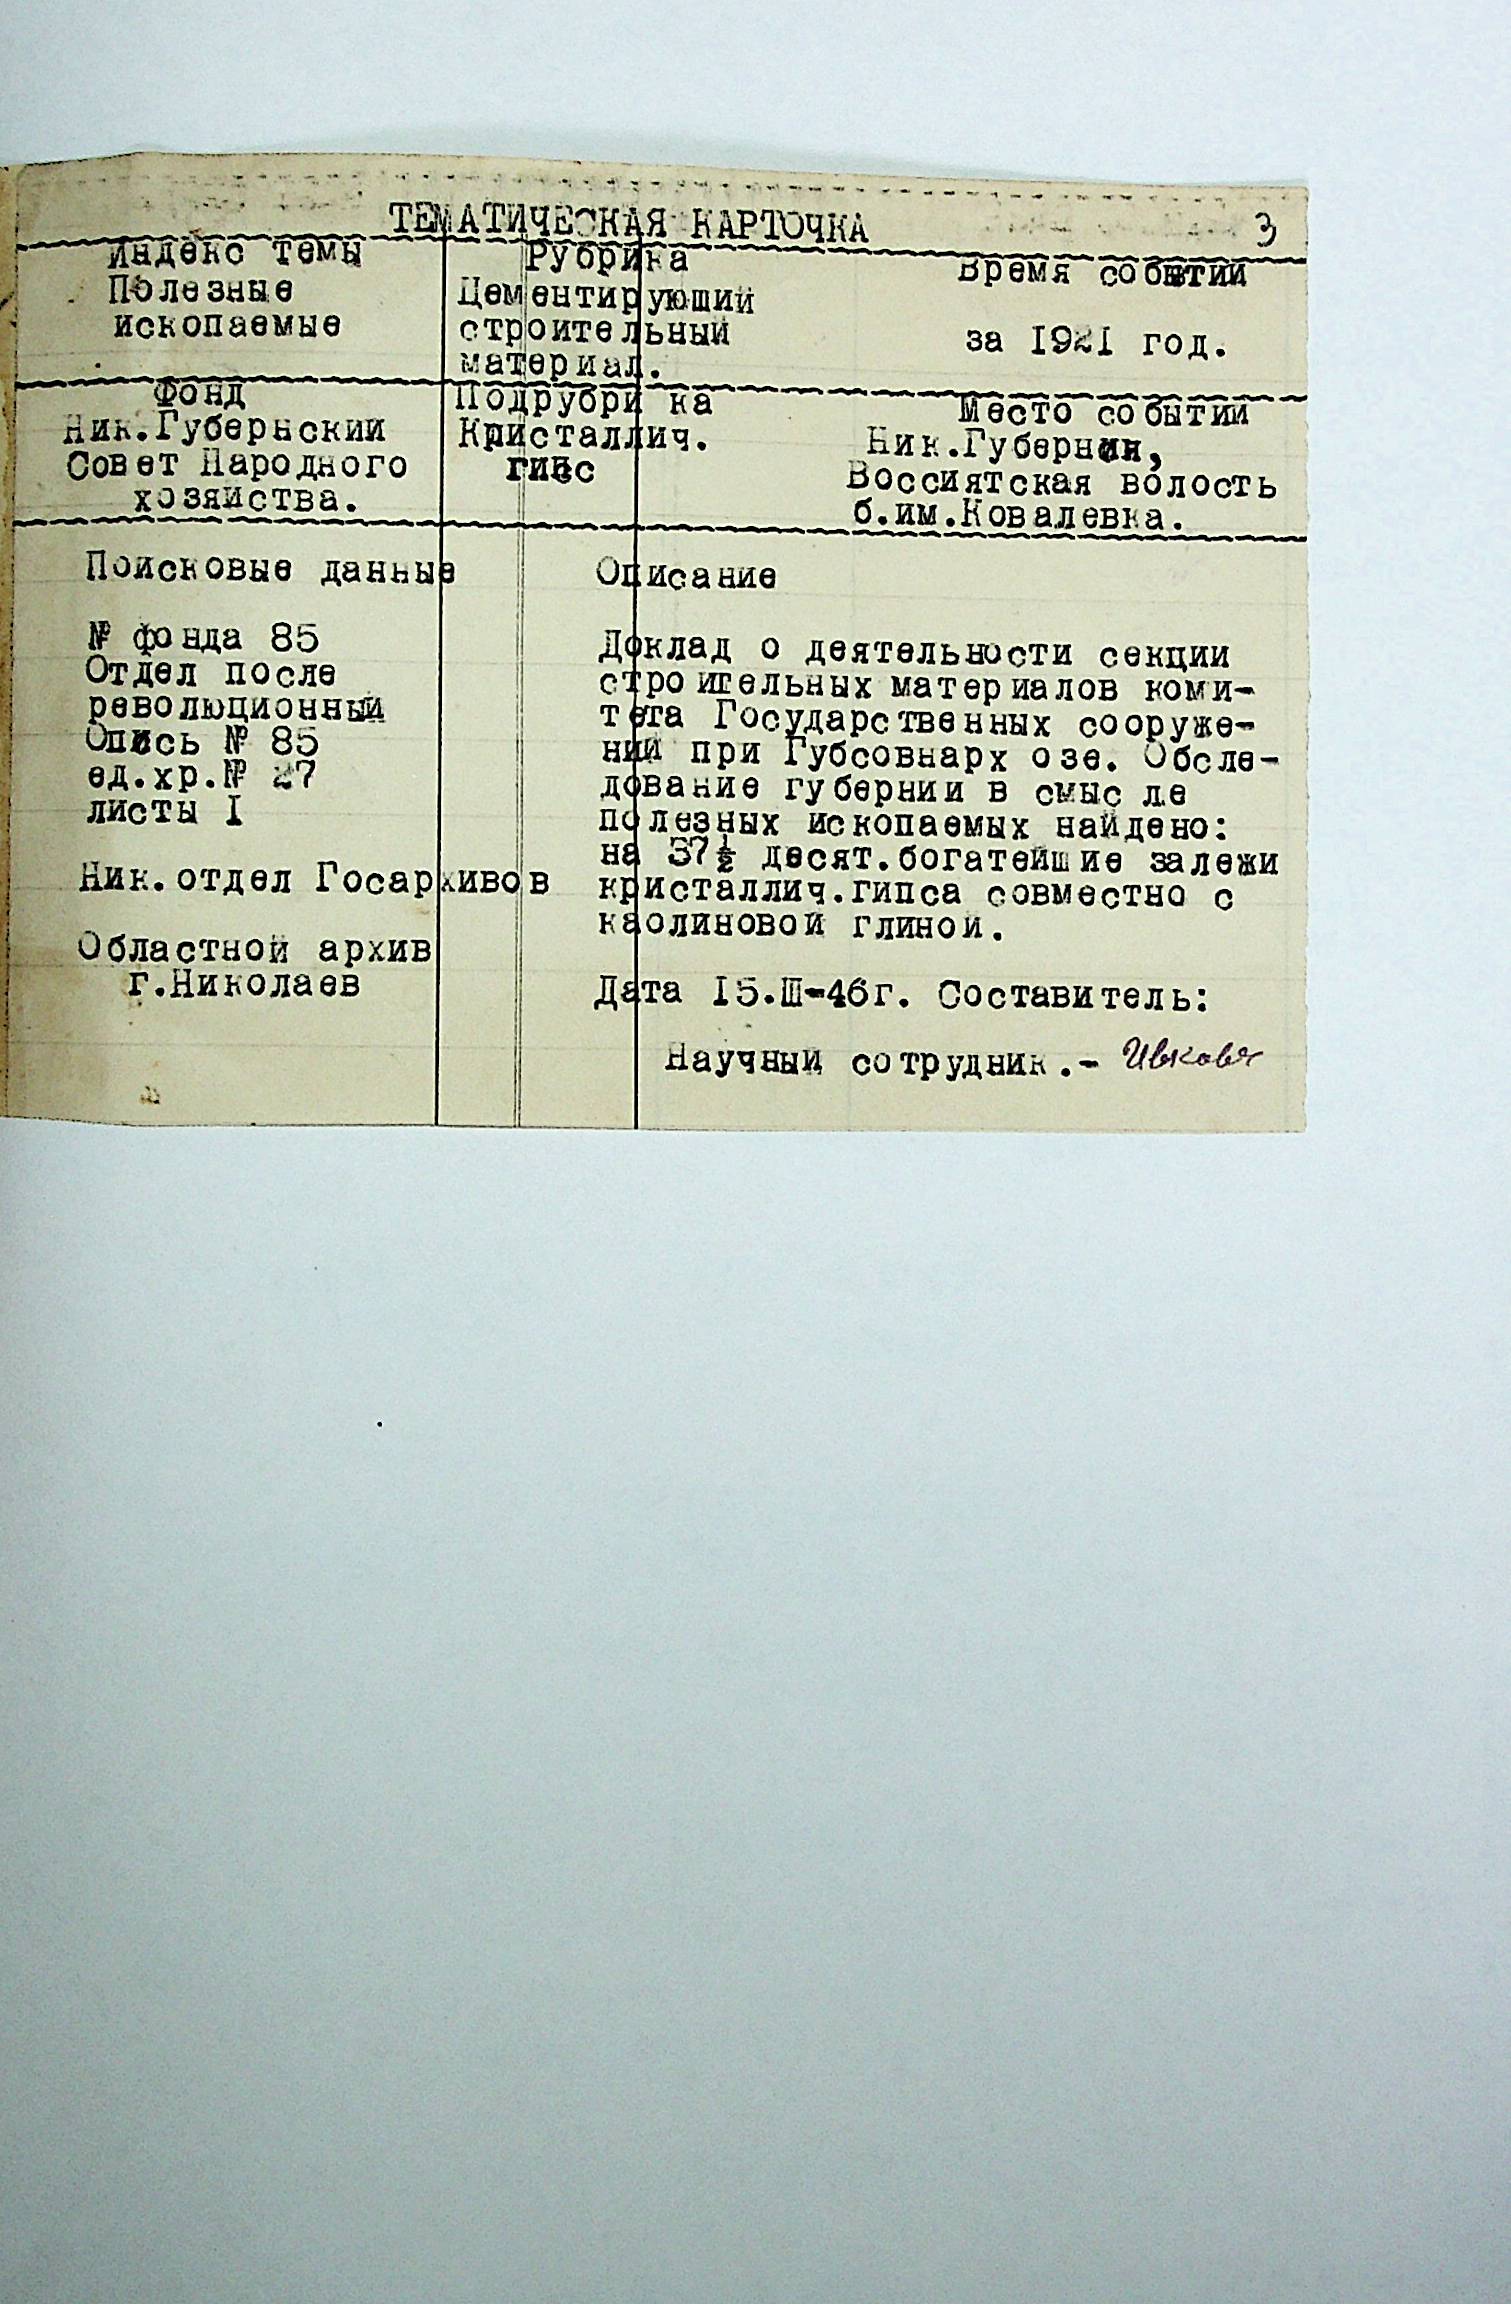 ТЕМАТИЧЕСКАЯ КАРТОЧКА
3
Индекс темы
Полезные
ископаемые
Рубрика
Цементирующий
строительный
материал.
Время событий
за 1921 год.
Фонд
Ник.Губернский
Совет Народного
хозяйства.
Подрубрика
Кристаллич.
гипс
Место событий
Ник.Губернии,
Воссиятская волость
б.им.Ковалевка.
Поисковые данные
№ фонда 85
Отдел после
революционный
Опись № 85
ед.хр.№ 27
листы I
Ник.отдел Госархивов
Областной архив
г.Николаев
Описание
Доклад о деятельности секции
строительных материалов коми-
тета Государственных сооруже-
ний при Губсовнархозе. Обсле-
дование губернии в смысле
полезных ископаемых найдено:
на 37½ десят.богатейшие залежи
кристаллич.гипса совместно с
каолиновой глиной.
Дата 15.Ш-46г. Составитель:
Научный сотрудник.-